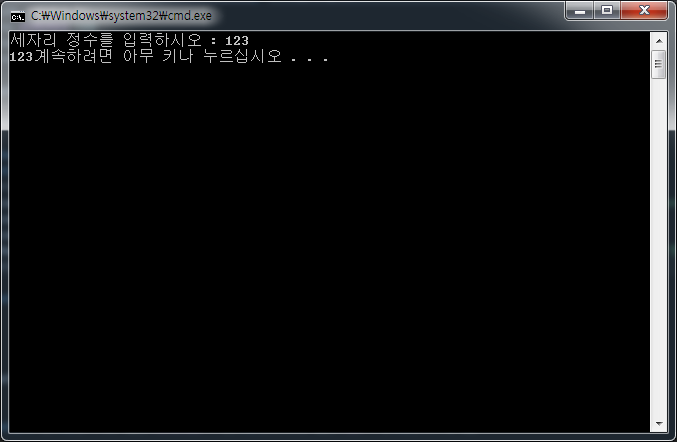 C:₩Windows₩system32₩cmd.exe
세자리 정수를 입력하시오 : 123
123계속하려면 아무 키나 누르십시오 . . .